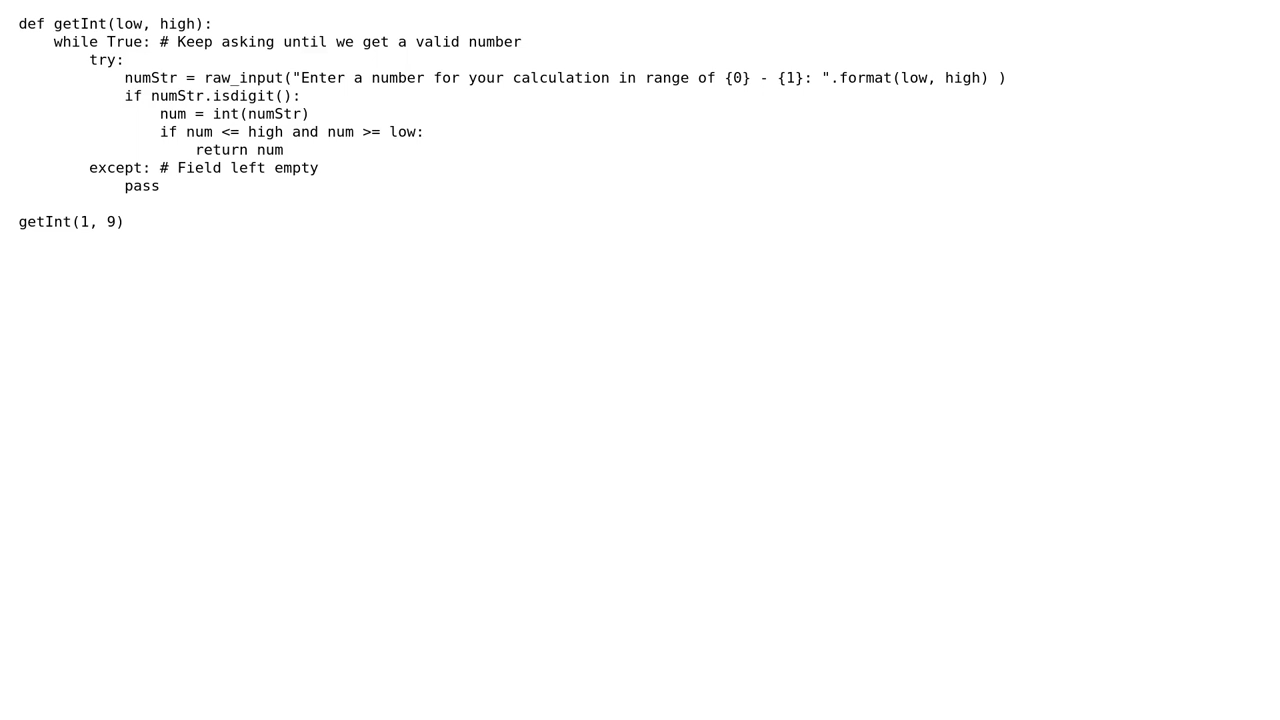 def getInt(low, high):
    while True: # Keep asking until we get a valid number
        try:
            numStr = raw_input("Enter a number for your calculation in range of {0} - {1}: ".format(low, high) )
            if numStr.isdigit():
                num = int(numStr)
                if num <= high and num >= low:
                    return num
        except: # Field left empty
            pass

getInt(1, 9)